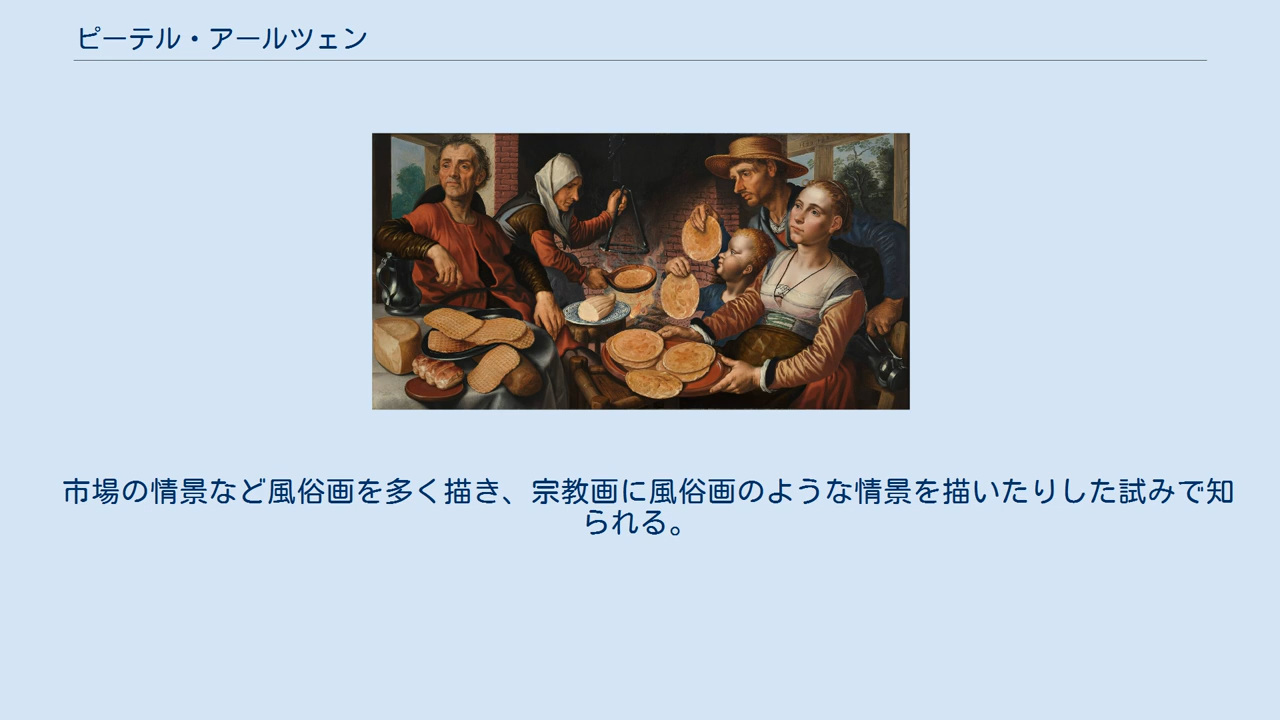 ピーテル・アールツェン
市場の情景など風俗画を多く描き、宗教画に風俗画のような情景を描いたりした試みで知
られる。